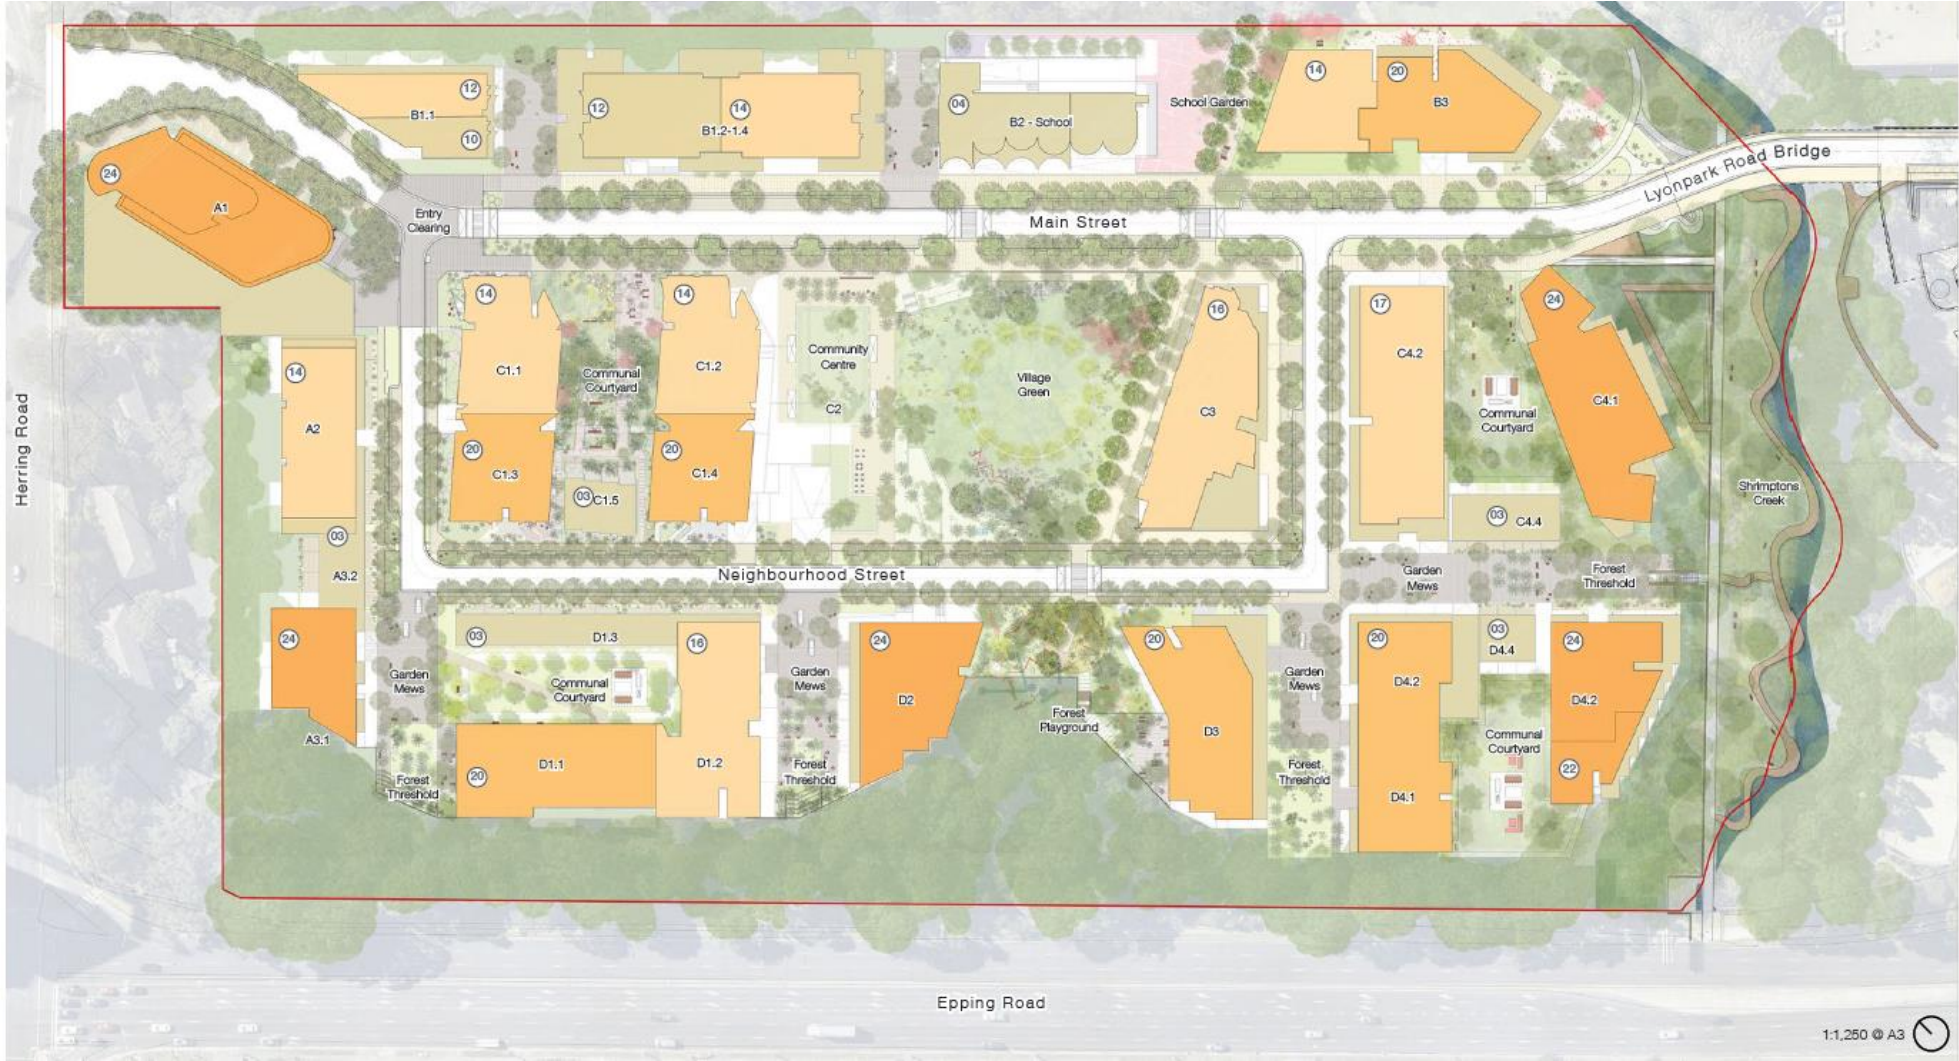 12
B1.1
10
12
14
B1.2-1.4
04
B2 - School
School Garden
14
20
B3
24
A1
Entry
Clearing
Main Street
Lyonpark Road Bridge
14
C1.1
14
C1.2
Communal
Courtyard
20
C1.3
20
C1.4
03
C1.5
Community
Centre
C2
Village
Green
16
C3
17
C4.2
24
C4.1
Communal
Courtyard
03
C4.4
Shrimptons
Creek
Herring Road
14
A2
03
A3.2
Neighbourhood Street
Garden
Mews
Forest
Threshold
24
A3.1
Garden
Mews
Forest
Threshold
03
D1.3
16
Communal
Courtyard
20
D1.1
D1.2
Garden
Mews
Forest
Threshold
24
D2
Forest
Playground
20
D3
Garden
Mews
Forest
Threshold
20
D4.2
D4.1
03
D4.4
24
D4.2
22
Communal
Courtyard
Epping Road
1:1,250 @ A3